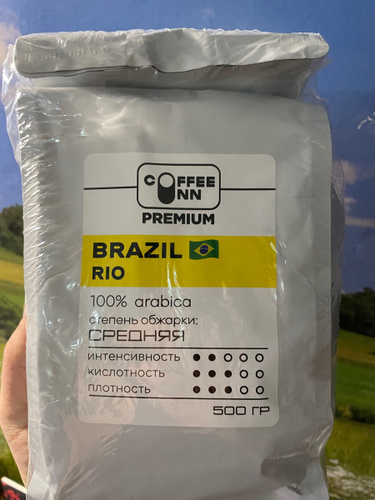 COFFEE
INN
PREMIUM
BRAZIL
RIO
100% arabica
степень обжарки:
СРЕДНЯЯ
интенсивность
кислотность
плотность
500 ГР